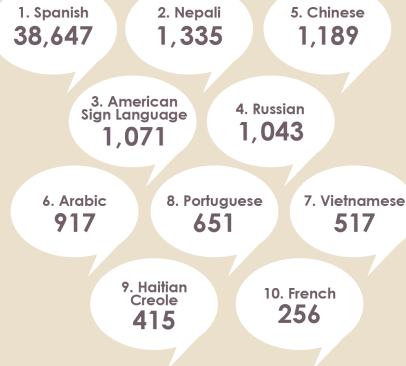 1. Spanish
38,647
2. Nepali
1,335
5. Chinese
1,189
3. American
Sign Language
1,071
4. Russian
1,043
6. Arabic
917
8. Portuguese
651
7. Vietnamese
517
9. Haitian
Creole
415
10. French
256